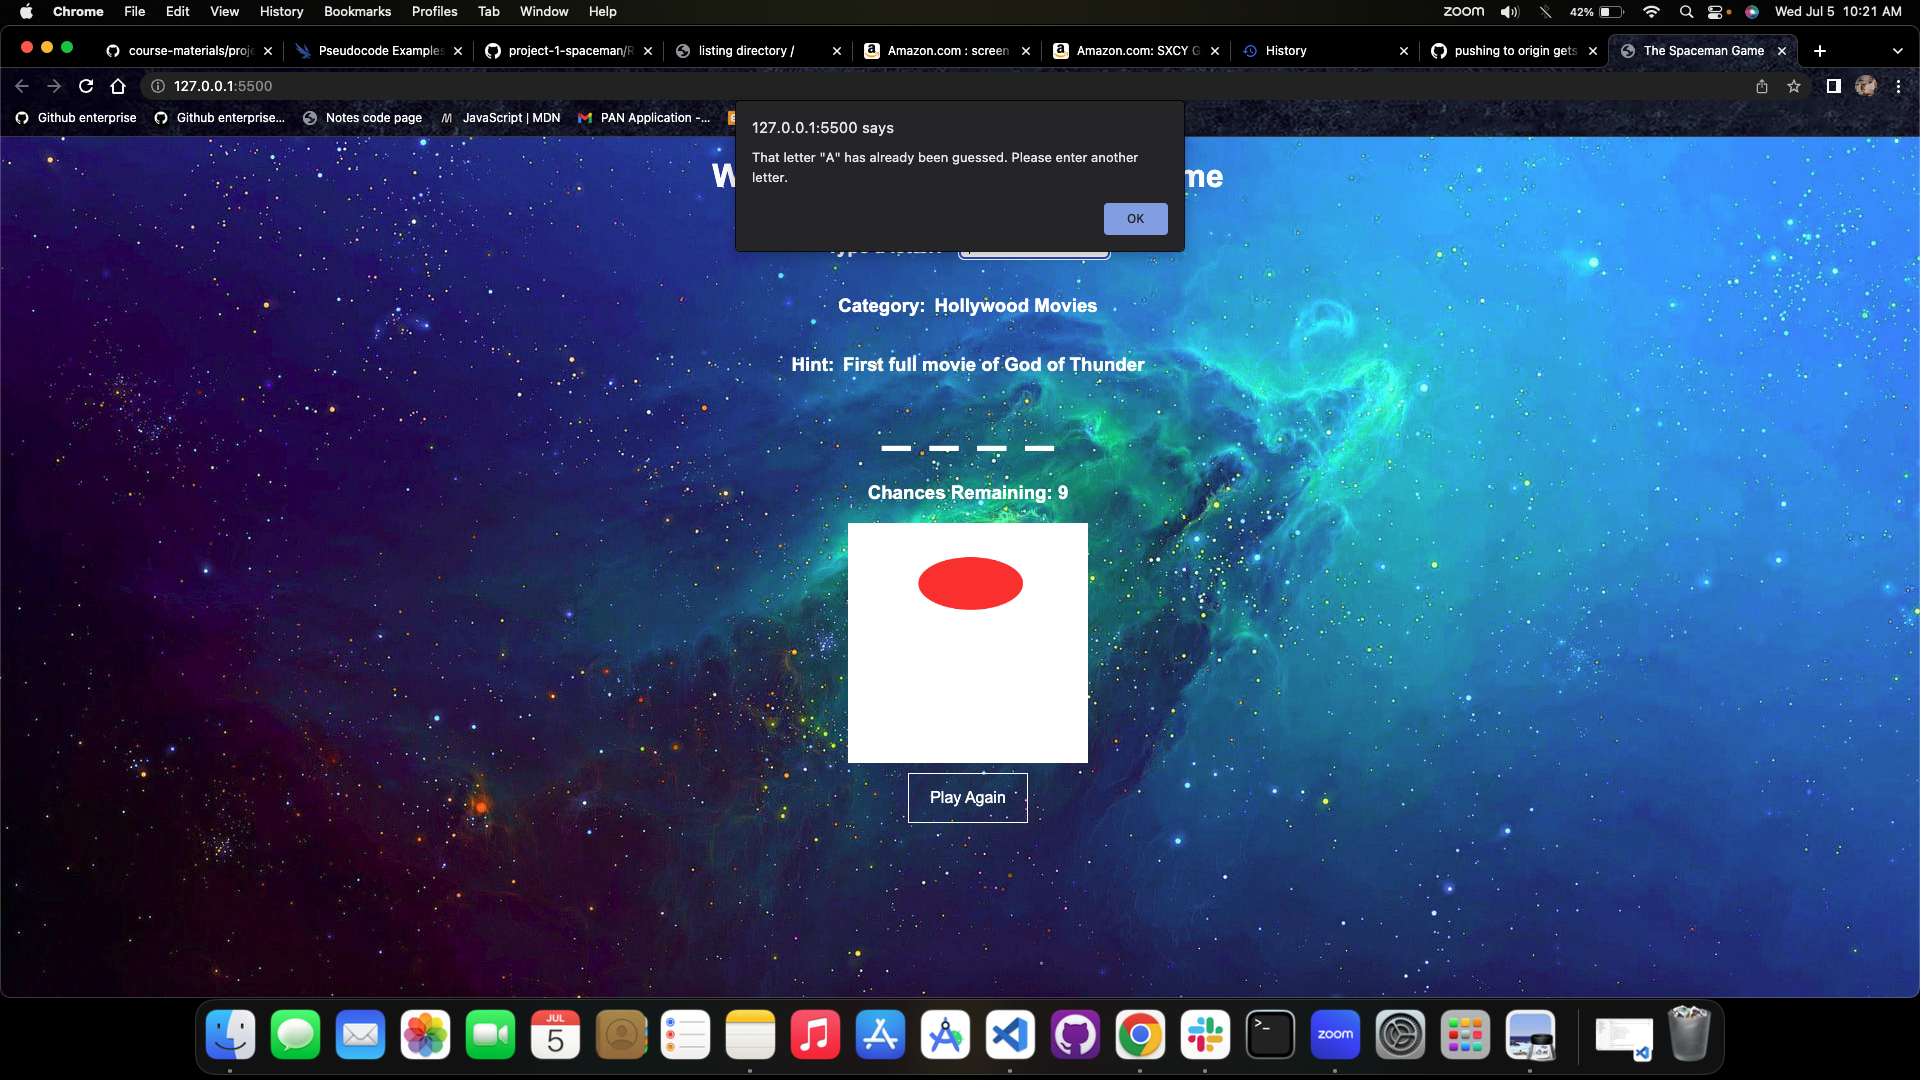 Chrome File Edit View History Bookmarks Profiles Tab Window Help zoom 42% Wed Jul 5 10:21 AM
course-materials/proje Pseudocode Examples project-1-spaceman/R listing directory / Amazon.com : screen Amazon.com: SXCY G History pushing to origin gets The Spaceman Game
127.0.0.1:5500
Github enterprise Github enterprise... Notes code page JavaScript | MDN PAN Application -...
127.0.0.1:5500 says
That letter "A" has already been guessed. Please enter another
letter.
OK
Category: Hollywood Movies
Hint: First full movie of God of Thunder
Chances Remaining: 9
Play Again
JUL
5
zoom